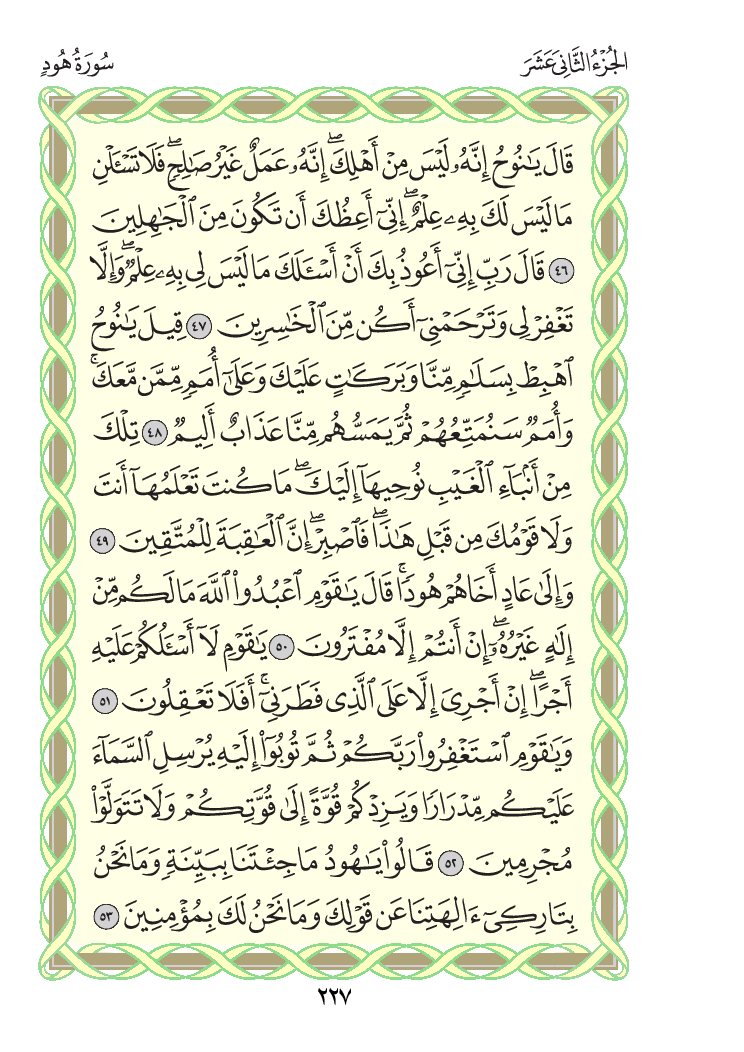 الجُزْءُ الثَّانِيَ عَشَرَ
سُورَةُ هُودٍ
قَالَ يَٰنُوحُ إِنَّهُۥ لَيْسَ مِنْ أَهْلِكَۖ إِنَّهُۥ عَمَلٌ غَيْرُ صَٰلِحٍۖ فَلَا تَسْـَٔلْنِ
مَا لَيْسَ لَكَ بِهِۦ عِلْمٌۖ إِنِّيٓ أَعِظُكَ أَن تَكُونَ مِنَ ٱلْجَٰهِلِينَ
٤٦ قَالَ رَبِّ إِنِّيٓ أَعُوذُ بِكَ أَنْ أَسْـَٔلَكَ مَا لَيْسَ لِي بِهِۦ عِلْمٌۖ وَإِلَّا
تَغْفِرْ لِي وَتَرْحَمْنِيٓ أَكُن مِّنَ ٱلْخَٰسِرِينَ ٤٧ قِيلَ يَٰنُوحُ
ٱهْبِطْ بِسَلَٰمٍ مِّنَّا وَبَرَكَٰتٍ عَلَيْكَ وَعَلَىٰٓ أُمَمٍ مِّمَّن مَّعَكَۚ
وَأُمَمٌ سَنُمَتِّعُهُمْ ثُمَّ يَمَسُّهُم مِّنَّا عَذَابٌ أَلِيمٌ ٤٨ تِلْكَ
مِنْ أَنۢبَآءِ ٱلْغَيْبِ نُوحِيهَآ إِلَيْكَۖ مَا كُنتَ تَعْلَمُهَآ أَنتَ
وَلَا قَوْمُكَ مِن قَبْلِ هَٰذَاۖ فَٱصْبِرْۖ إِنَّ ٱلْعَٰقِبَةَ لِلْمُتَّقِينَ ٤٩
وَإِلَىٰ عَادٍ أَخَاهُمْ هُودًاۚ قَالَ يَٰقَوْمِ ٱعْبُدُوا۟ ٱللَّهَ مَا لَكُم مِّنْ
إِلَٰهٍ غَيْرُهُۥٓۖ إِنْ أَنتُمْ إِلَّا مُفْتَرُونَ ٥٠ يَٰقَوْمِ لَآ أَسْـَٔلُكُمْ عَلَيْهِ
أَجْرًاۖ إِنْ أَجْرِيَ إِلَّا عَلَى ٱلَّذِي فَطَرَنِيٓۚ أَفَلَا تَعْقِلُونَ ٥١
وَيَٰقَوْمِ ٱسْتَغْفِرُوا۟ رَبَّكُمْ ثُمَّ تُوبُوٓا۟ إِلَيْهِ يُرْسِلِ ٱلسَّمَآءَ
عَلَيْكُم مِّدْرَارًا وَيَزِدْكُمْ قُوَّةً إِلَىٰ قُوَّتِكُمْ وَلَا تَتَوَلَّوْا۟
مُجْرِمِينَ ٥٢ قَالُوا۟ يَٰهُودُ مَا جِئْتَنَا بِبَيِّنَةٍ وَمَا نَحْنُ
بِتَارِكِيٓ ءَالِهَتِنَا عَن قَوْلِكَ وَمَا نَحْنُ لَكَ بِمُؤْمِنِينَ ٥٣
٢٢٧